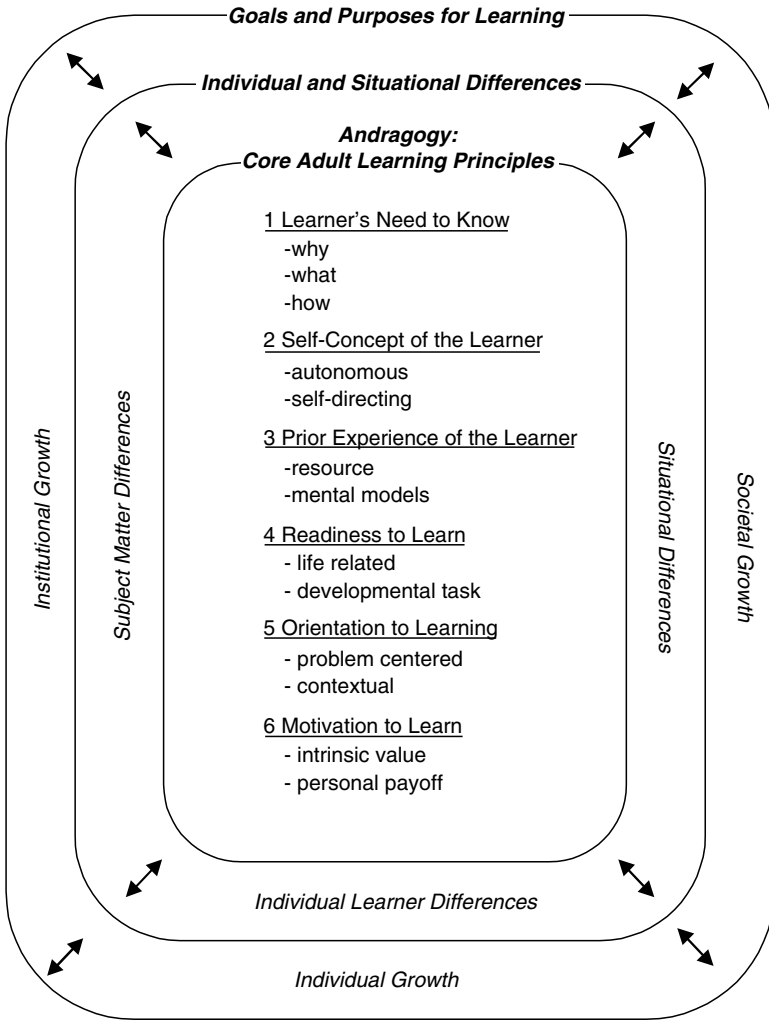 Goals and Purposes for Learning
Individual and Situational Differences
Andragogy:
Core Adult Learning Principles
1 Learner's Need to Know
-why
-what
-how
2 Self-Concept of the Learner
-autonomous
-self-directing
3 Prior Experience of the Learner
-resource
-mental models
4 Readiness to Learn
- life related
- developmental task
5 Orientation to Learning
- problem centered
- contextual
6 Motivation to Learn
- intrinsic value
- personal payoff
Institutional Growth
Subject Matter Differences
Situational Differences
Societal Growth
Individual Learner Differences
Individual Growth